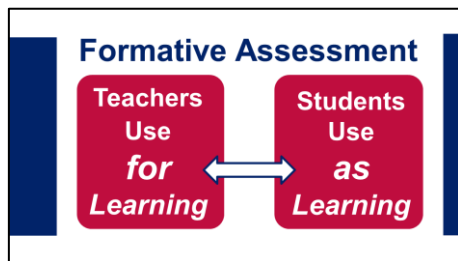 Formative Assessment
Teachers
Use
for
Learning
Students
Use
as
Learning